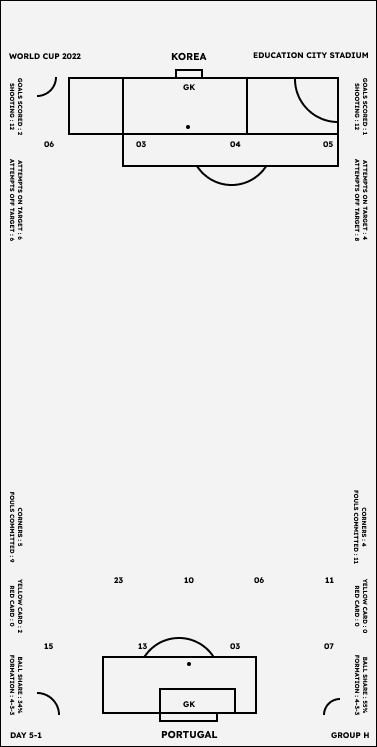 WORLD CUP 2022
KOREA
EDUCATION CITY STADIUM
GOALS SCORED : 2
SHOOTING : 12
GK
GOALS SCORED : 1
SHOOTING : 12
06
03
04
05
ATTEMPTS ON TARGET : 6
ATTEMPTS OFF TARGET : 6
ATTEMPTS ON TARGET : 4
ATTEMPTS OFF TARGET : 8
CORNERS : 5
FOULS COMMITTED : 9
CORNERS : 4
FOULS COMMITTED : 11
23
10
06
11
YELLOW CARD : 2
RED CARD : 0
YELLOW CARD : 0
RED CARD : 0
15
13
03
07
BALL SHARE : 34%
FORMATION : 4-3-3
GK
BALL SHARE : 55%
FORMATION : 4-3-3
DAY 5-1
PORTUGAL
GROUP H